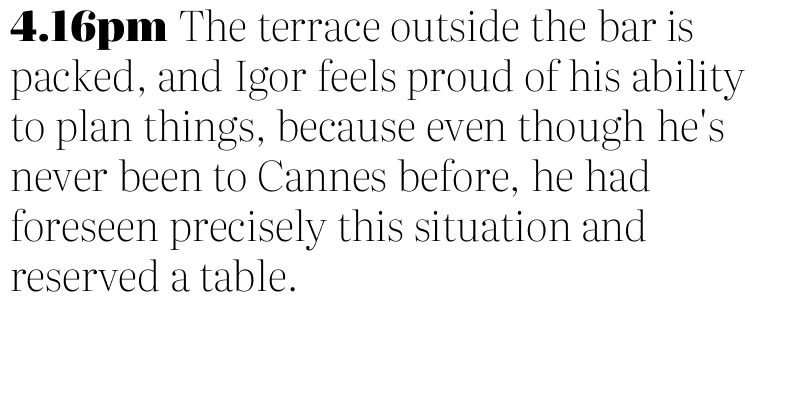 4.16pm The terrace outside the bar is
packed, and Igor feels proud of his ability
to plan things, because even though he's
never been to Cannes before, he had
foreseen precisely this situation and
reserved a table.